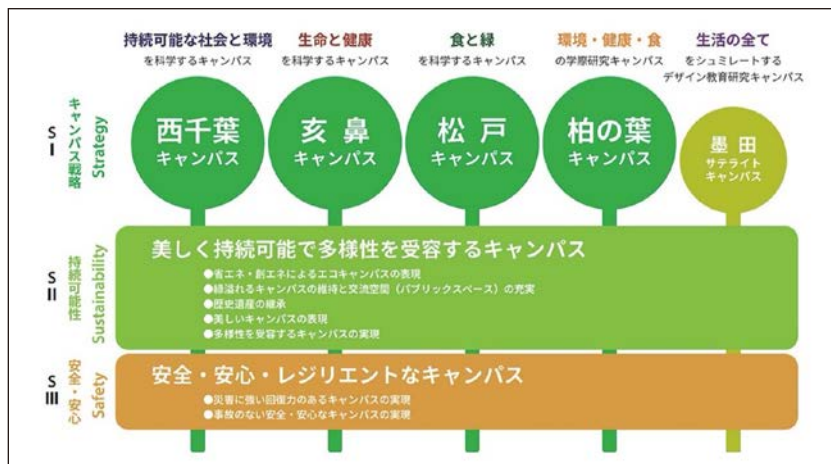 持続可能な社会と環境
を科学するキャンパス
生命と健康
を科学するキャンパス
食と緑
を科学するキャンパス
環境・健康・食
の学際研究キャンパス
生活の全て
をシュミレートする
デザイン教育研究キャンパス
S I
キャンパス戦略
Strategy
西千葉
キャンパス
亥鼻
キャンパス
松戸
キャンパス
柏の葉
キャンパス
墨田
サテライト
キャンパス
S II
持続可能性
Sustainability
美しく持続可能で多様性を受容するキャンパス
●省エネ・創エネによるエコキャンパスの表現
●緑溢れるキャンパスの維持と交流空間（パブリックスペース）の充実
●歴史遺産の継承
●美しいキャンパスの表現
●多様性を受容するキャンパスの実現
S III
安全・安心
Safety
安全・安心・レジリエントなキャンパス
●災害に強い回復力のあるキャンパスの実現
●事故のない安全・安心なキャンパスの実現